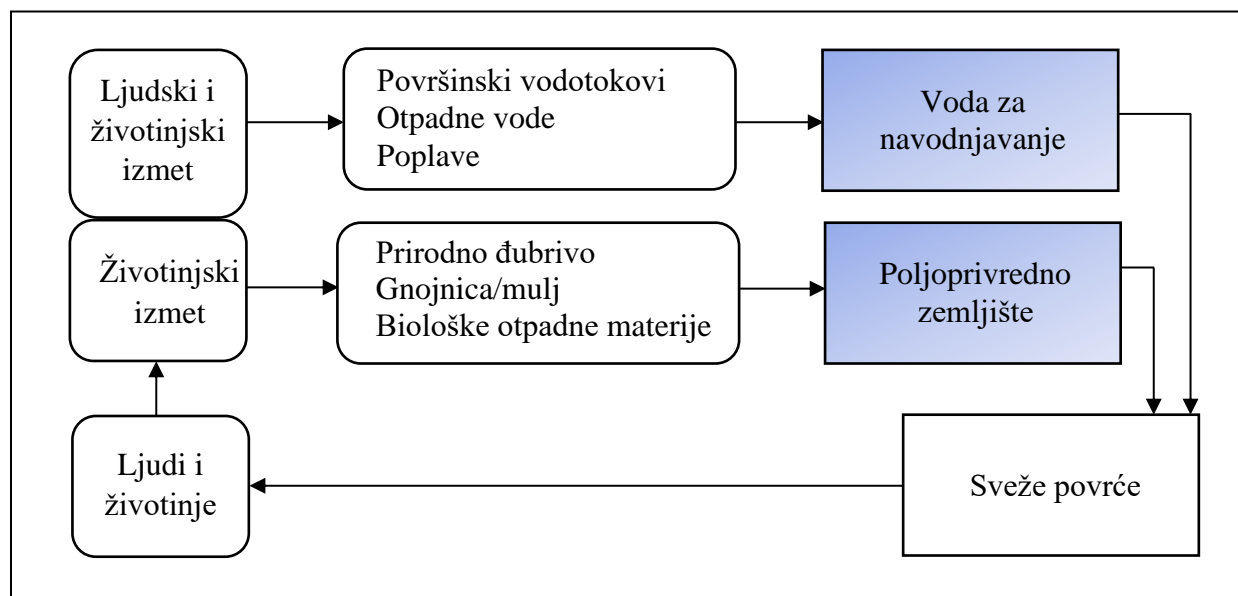 Ljudski i
životinjski
izmet
Površinski vodotokovi
Otpadne vode
Poplave
Voda za
navodnjavanje
Životinjski
izmet
Prirodno đubrivo
Gnojnica/mulj
Biološke otpadne materije
Poljoprivredno
zemljište
Ljudi i
životinje
Sveže povrće